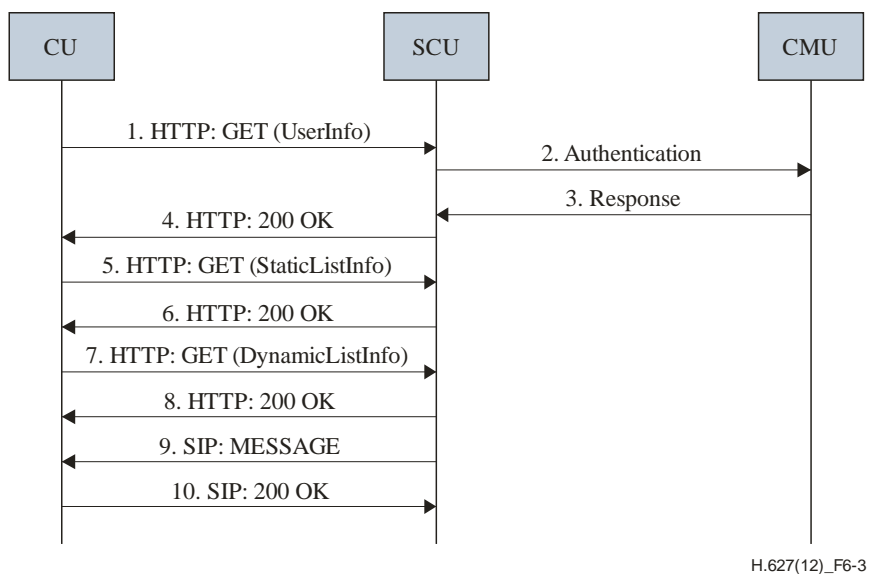 CU
SCU
CMU
1. HTTP: GET (UserInfo)
2. Authentication
3. Response
4. HTTP: 200 OK
5. HTTP: GET (StaticListInfo)
6. HTTP: 200 OK
7. HTTP: GET (DynamicListInfo)
8. HTTP: 200 OK
9. SIP: MESSAGE
10. SIP: 200 OK
H.627(12)_F6-3